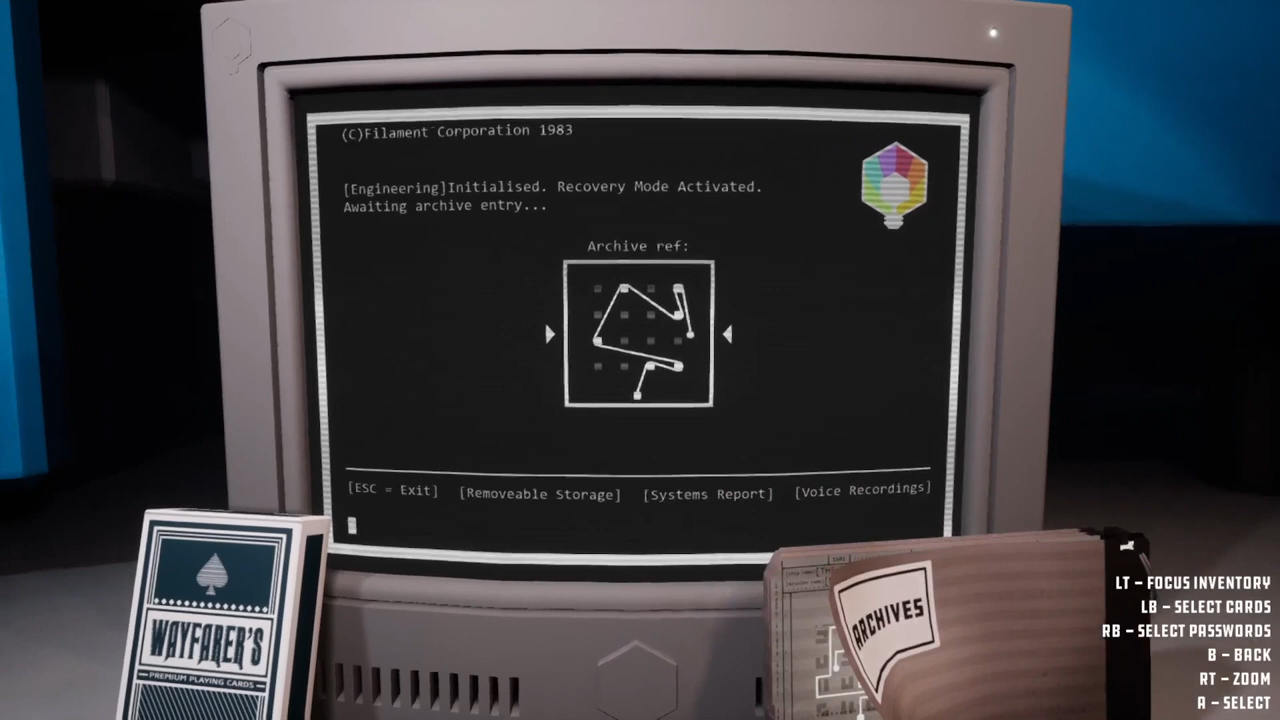 (C)Filament Corporation 1983
[Engineering]Initialised. Recovery Mode Activated.
Awaiting archive entry...
Archive ref:
[ESC = Exit] [Removeable Storage] [Systems Report] [Voice Recordings]
WAYFARER'S
PREMIUM PLAYING CARDS
ARCHIVES
LT - FOCUS INVENTORY
LB - SELECT CARDS
RB - SELECT PASSWORDS
B - BACK
RT - ZOOM
A - SELECT